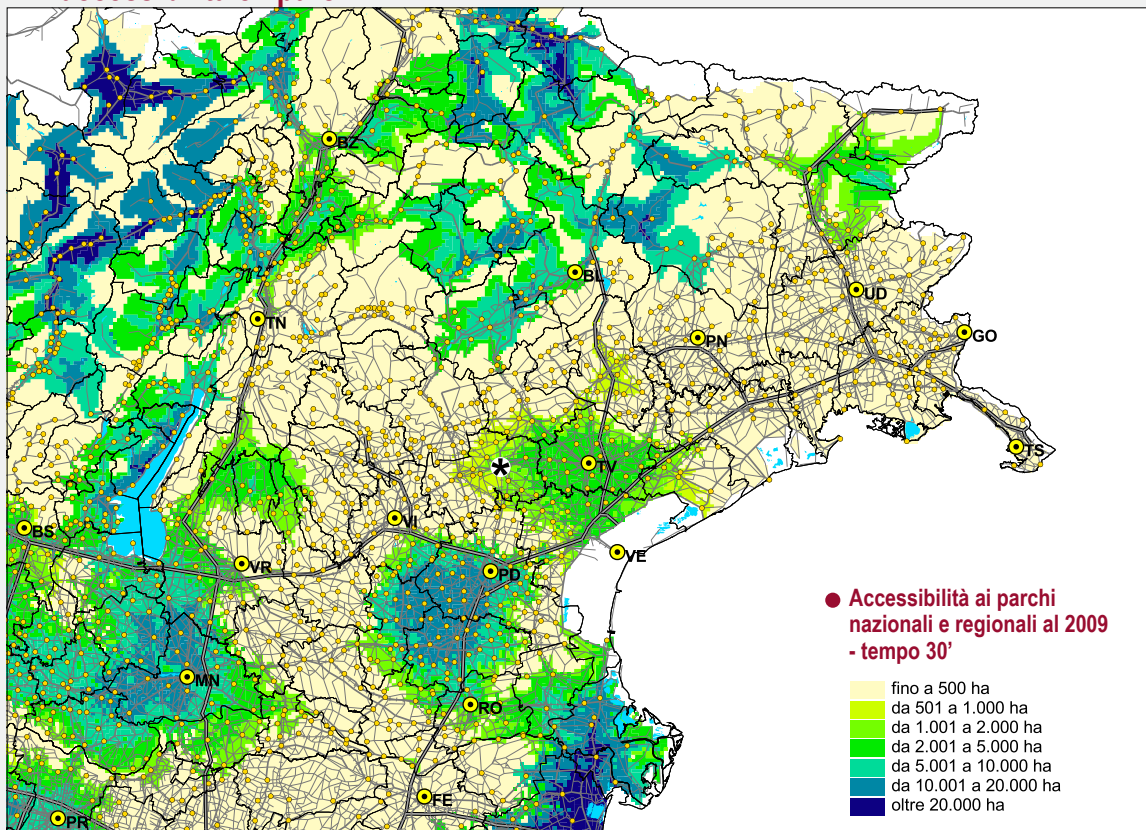 BZ
BL
TN
UD
PN
GO
TV
TS
*
BS
VI
VE
VR
PD
MN
RO
FE
PR
Accessibilità ai parchi
nazionali e regionali al 2009
- tempo 30’
fino a 500 ha
da 501 a 1.000 ha
da 1.001 a 2.000 ha
da 2.001 a 5.000 ha
da 5.001 a 10.000 ha
da 10.001 a 20.000 ha
oltre 20.000 ha